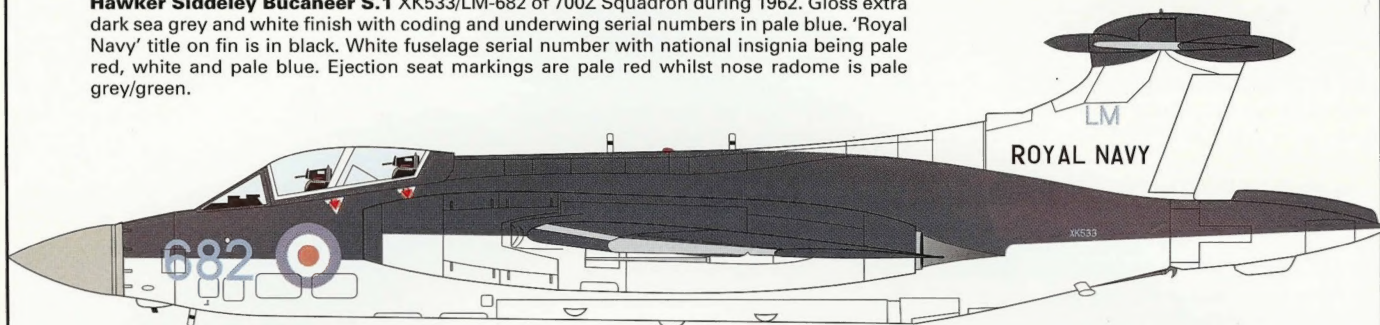 Hawker Siddeley Bucaneer S.1 XK533/LM-682 of 700Z Squadron during 1962. Gloss extra
dark sea grey and white finish with coding and underwing serial numbers in pale blue. ‘Royal
Navy’ title on fin is in black. White fuselage serial number with national insignia being pale
red, white and pale blue. Ejection seat markings are pale red whilst nose radome is pale
grey/green.
LM
ROYAL NAVY
XK533
682